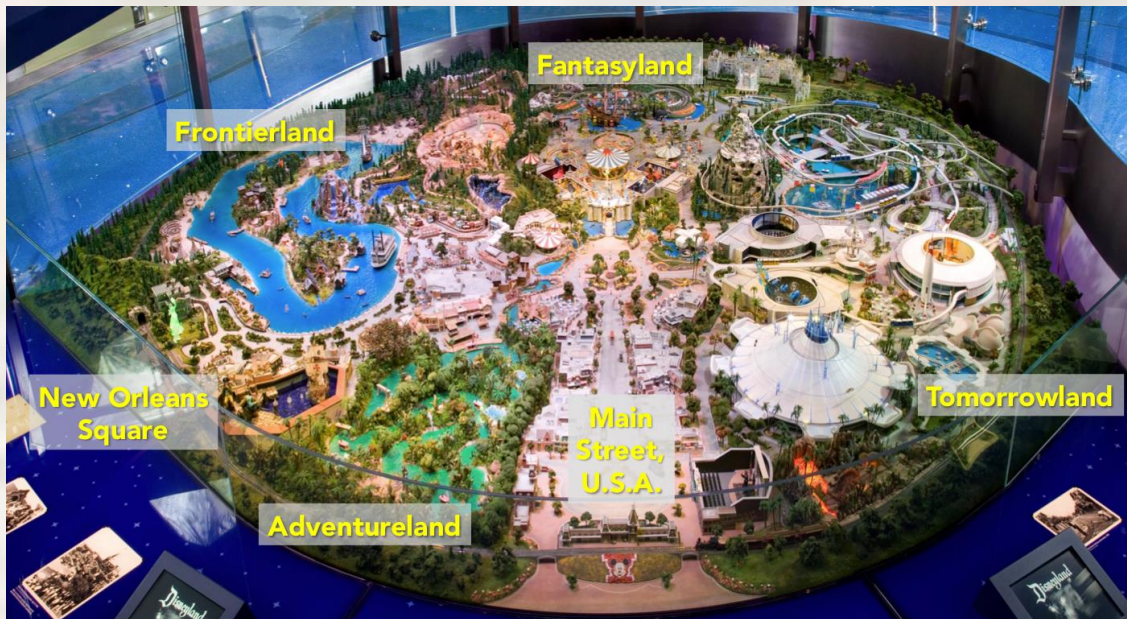 Fantasyland
Frontierland
New Orleans
Square
Main
Street,
U.S.A.
Tomorrowland
Adventureland
Disneyland
Disneyland